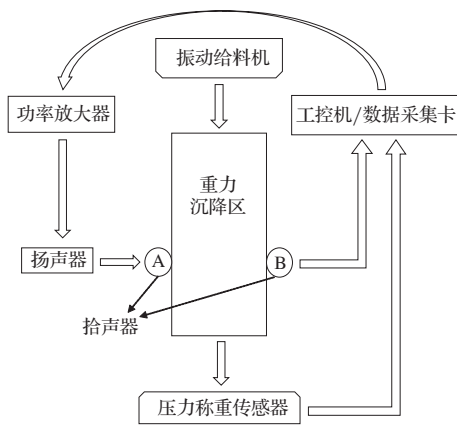 振动给料机
功率放大器
工控机/数据采集卡
重力
沉降区
扬声器
A
B
拾声器
压力称重传感器